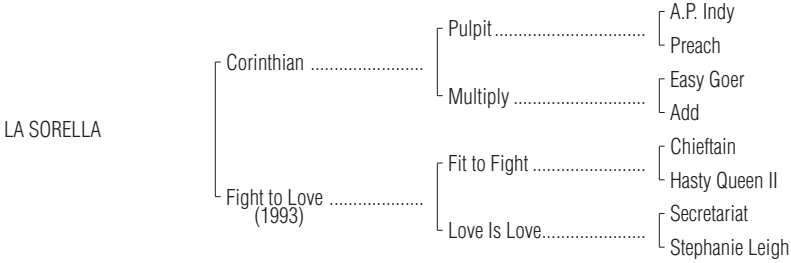 A.P. Indy
Pulpit
Preach
Corinthian
Easy Goer
Multiply
Add
LA SORELLA
Chieftain
Fit to Fight
Hasty Queen II
Fight to Love
(1993)
Secretariat
Love Is Love
Stephanie Leigh